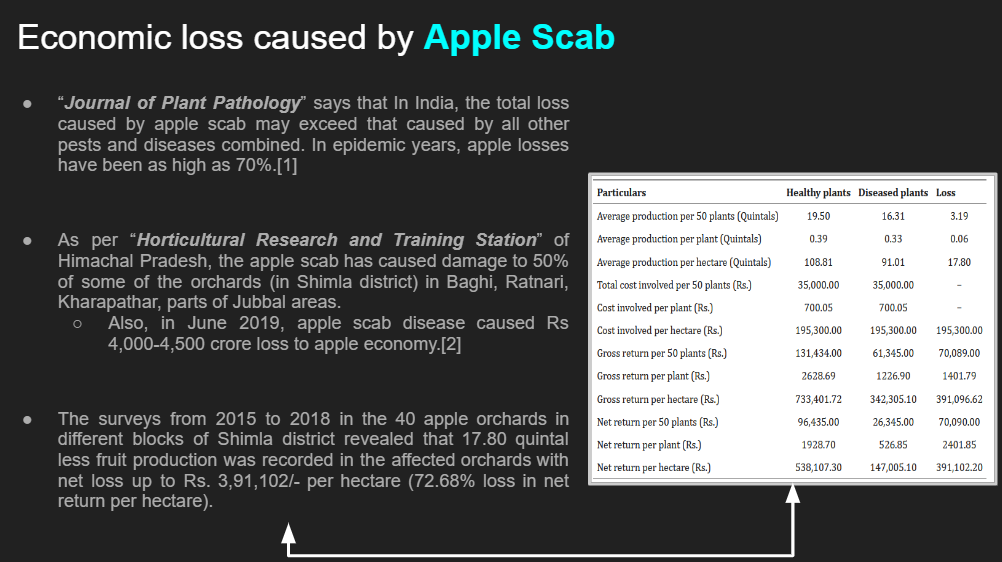 Economic loss caused by Apple Scab
● “Journal of Plant Pathology” says that In India, the total loss
caused by apple scab may exceed that caused by all other
pests and diseases combined. In epidemic years, apple losses
have been as high as 70%.[1]
● As per “Horticultural Research and Training Station” of
Himachal Pradesh, the apple scab has caused damage to 50%
of some of the orchards (in Shimla district) in Baghi, Ratnari,
Kharapathar, parts of Jubbal areas.
○ Also, in June 2019, apple scab disease caused Rs
4,000-4,500 crore loss to apple economy.[2]
● The surveys from 2015 to 2018 in the 40 apple orchards in
different blocks of Shimla district revealed that 17.80 quintal
less fruit production was recorded in the affected orchards with
net loss up to Rs. 3,91,102/- per hectare (72.68% loss in net
return per hectare).
Particulars Healthy plants Diseased plants Loss
Average production per 50 plants (Quintals) 19.50 16.31 3.19
Average production per plant (Quintals) 0.39 0.33 0.06
Average production per hectare (Quintals) 108.81 91.01 17.80
Total cost involved per 50 plants (Rs.) 35,000.00 35,000.00 –
Cost involved per plant (Rs.) 700.05 700.05 –
Cost involved per hectare (Rs.) 195,300.00 195,300.00 195,300.00
Gross return per 50 plants (Rs.) 131,434.00 61,345.00 70,089.00
Gross return per plant (Rs.) 2628.69 1226.90 1401.79
Gross return per hectare (Rs.) 733,401.72 342,305.10 391,096.62
Net return per 50 plants (Rs.) 96,435.00 26,345.00 70,090.00
Net return per plant (Rs.) 1928.70 526.85 2401.85
Net return per hectare (Rs.) 538,107.30 147,005.10 391,102.20